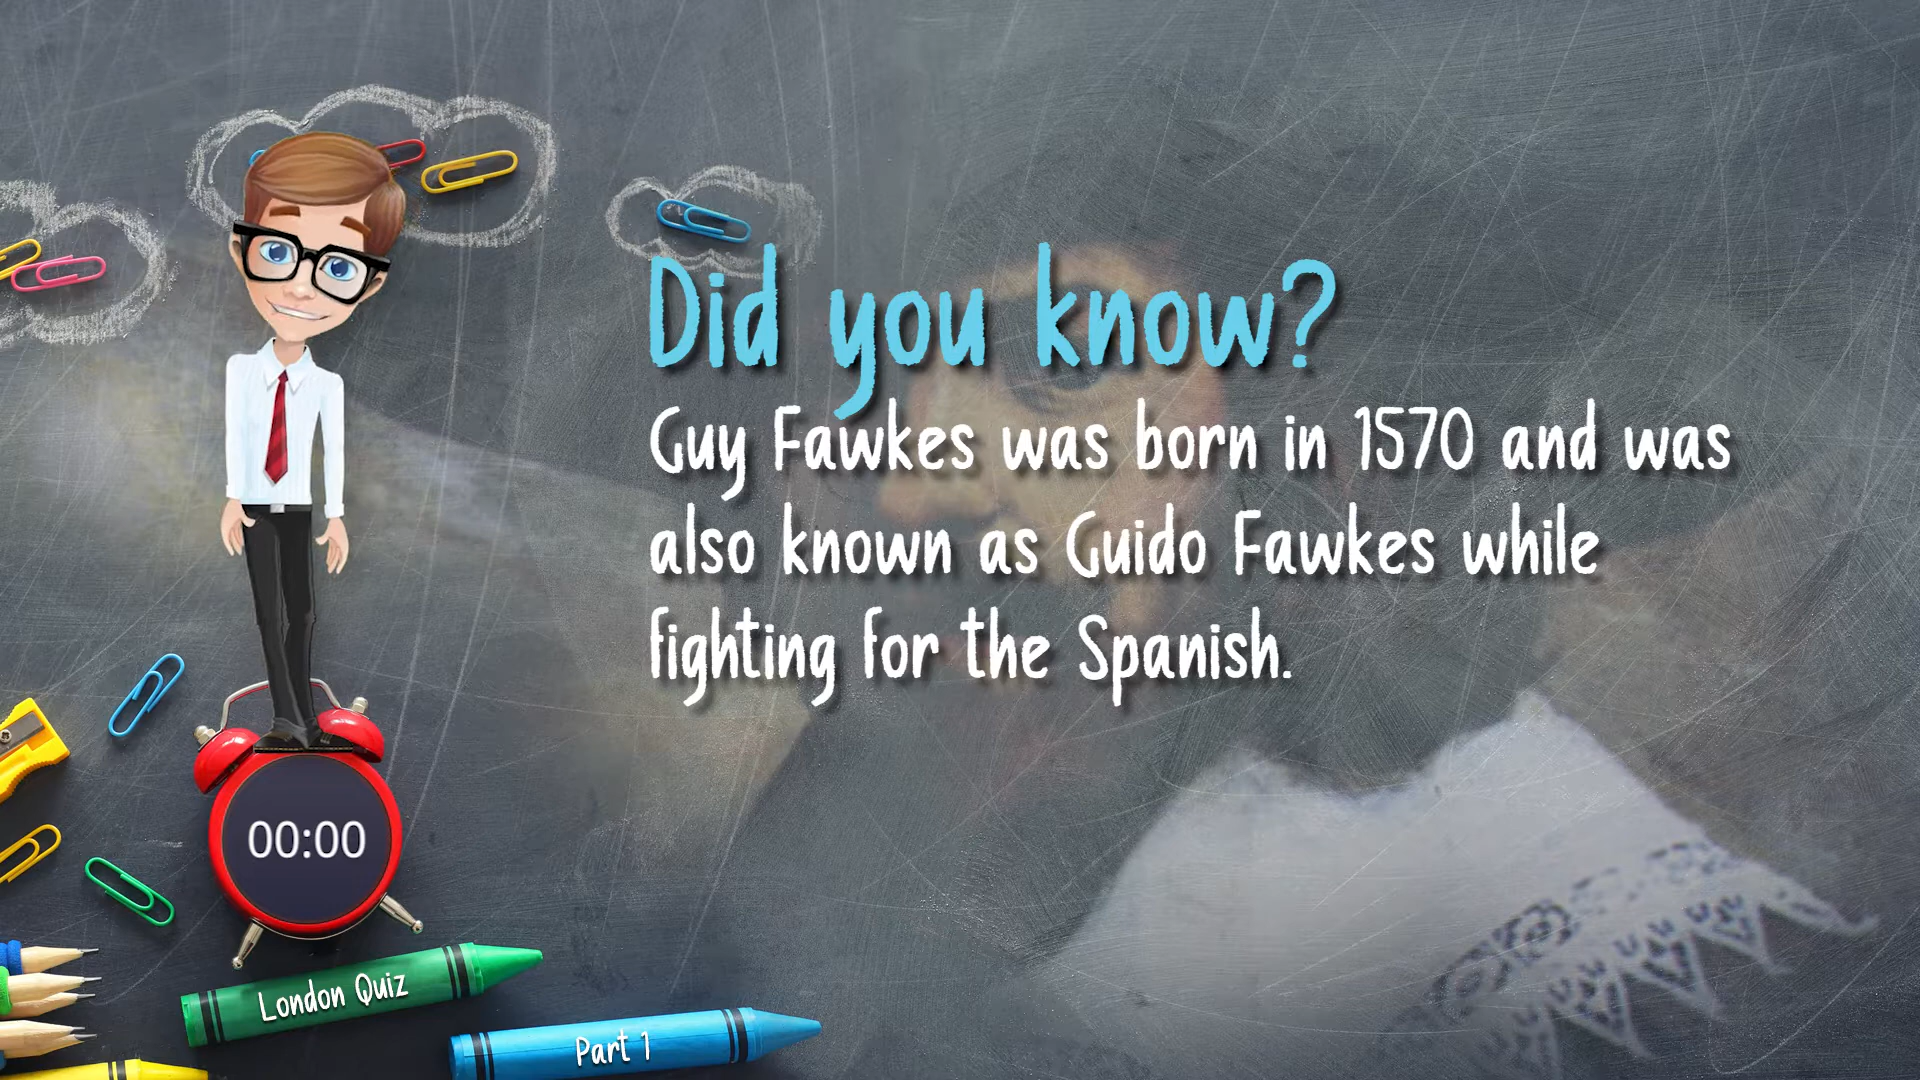 Did you know?
Guy Fawkes was born in 1570 and was
also known as Guido Fawkes while
fighting for the Spanish.
00:00
London Quiz
Part 1